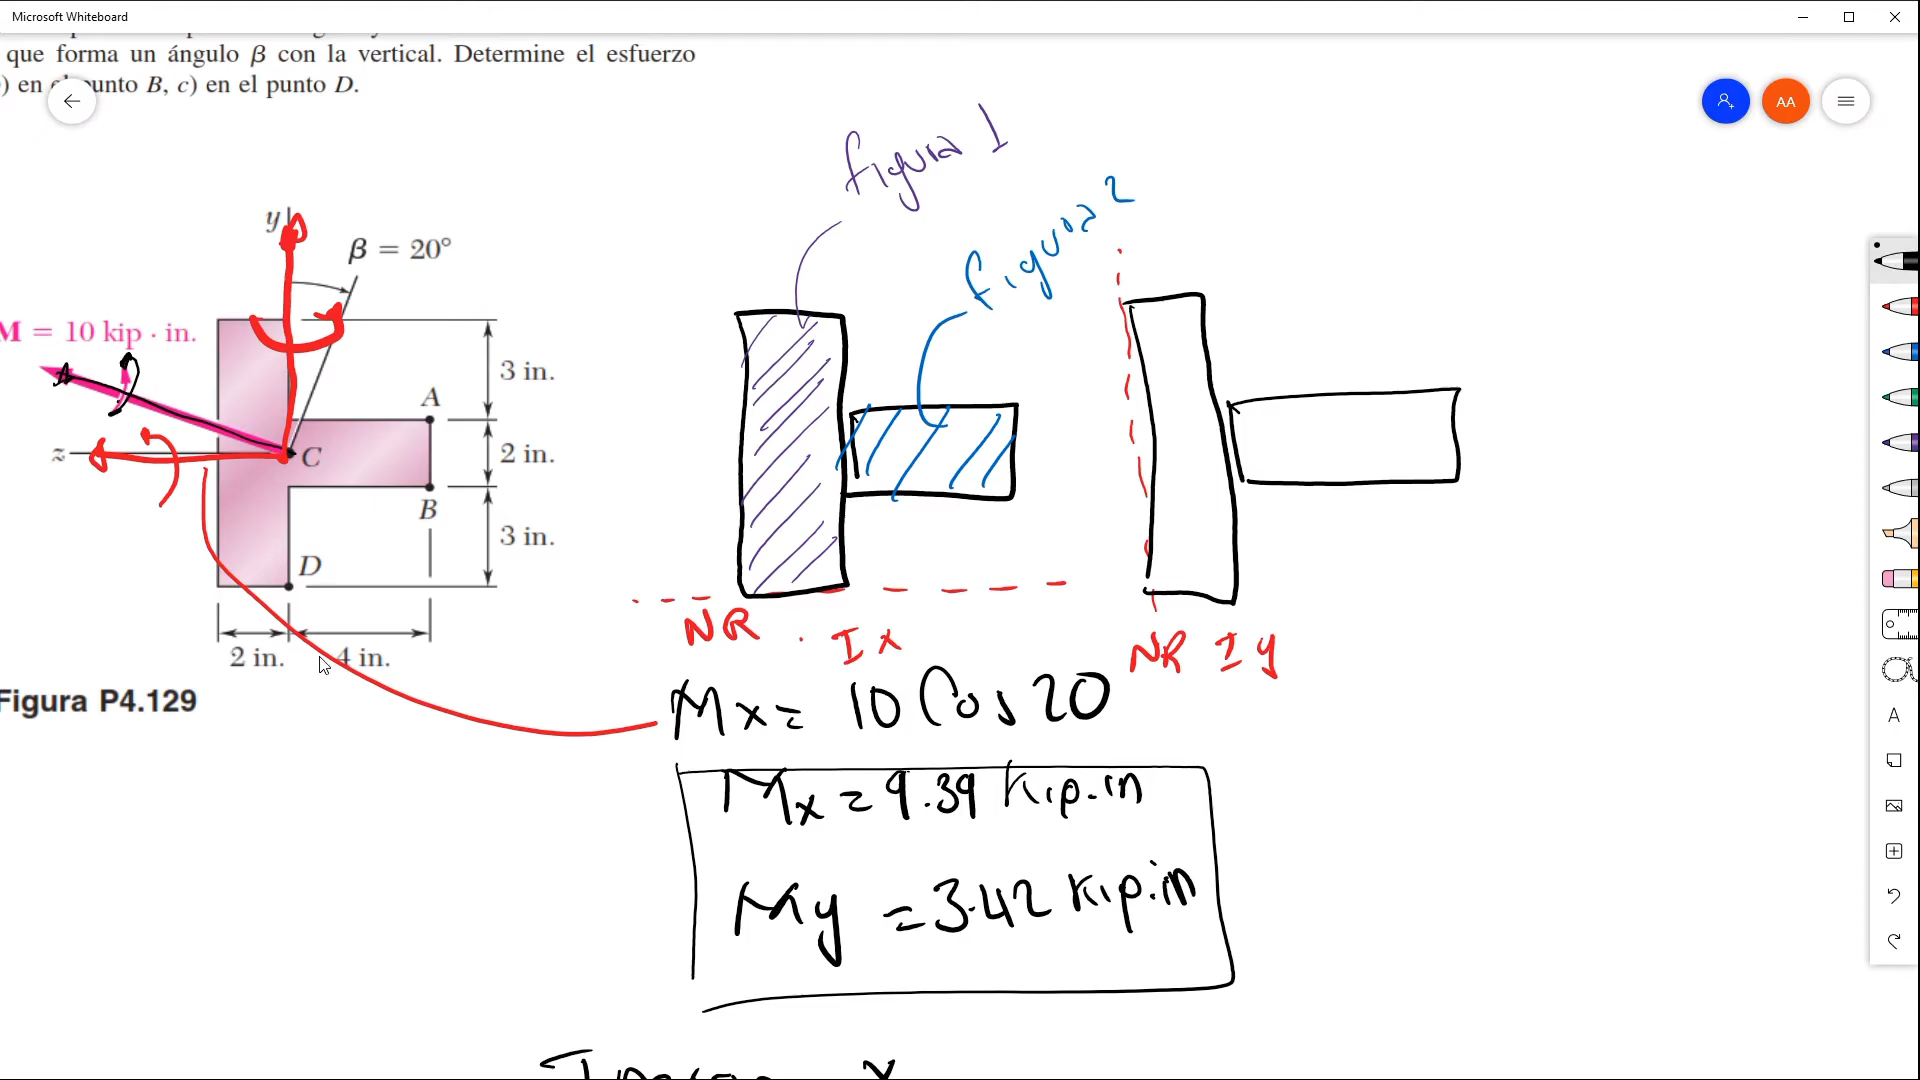 Microsoft Whiteboard
que forma un ángulo β con la vertical. Determine el esfuerzo
) en el punto B, c) en el punto D.
AA
figura 1
figura 2
y
β = 20°
M = 10 kip · in.
3 in.
A
z
C
2 in.
B
3 in.
D
2 in.
4 in.
Figura P4.129
NR . Ix
NR Iy
Mx = 10 Cos 20
Mx = 9.39 Kip.in
My = 3.42 Kip.in
A